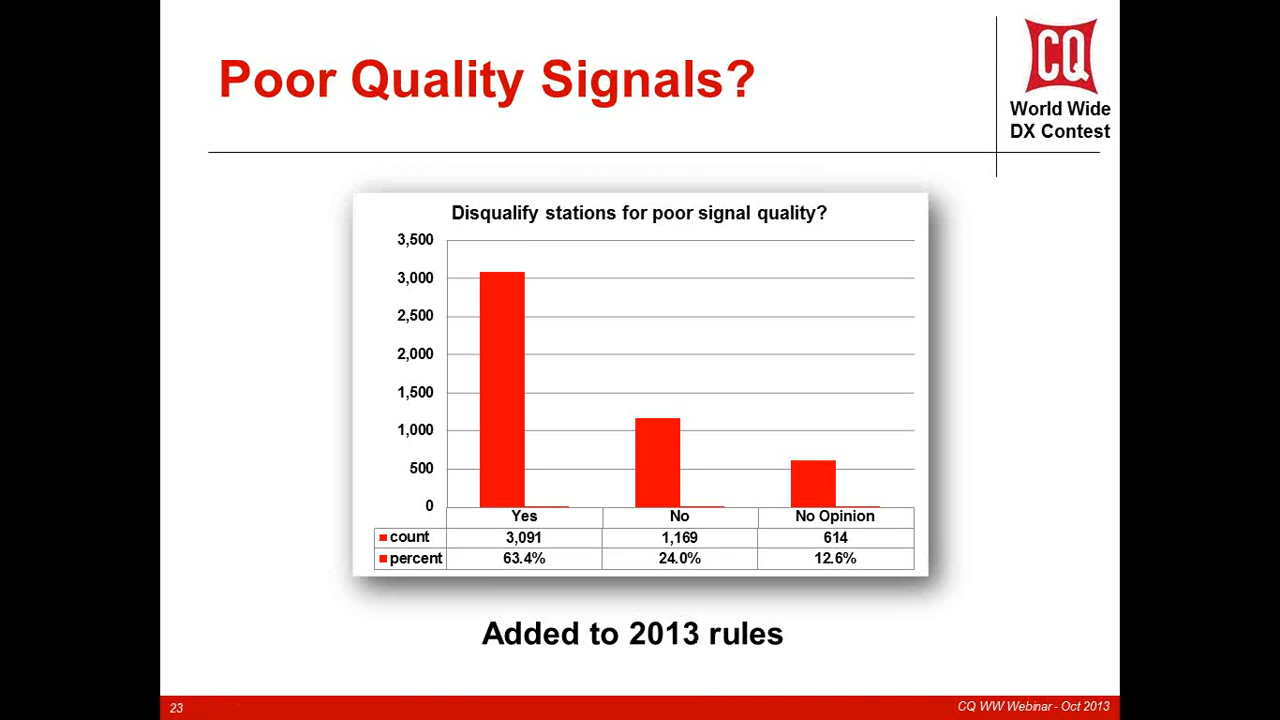 Poor Quality Signals?
CQ
World Wide
DX Contest
Disqualify stations for poor signal quality?
3,500
3,000
2,500
2,000
1,500
1,000
500
0
Yes No No Opinion
count 3,091 1,169 614
percent 63.4% 24.0% 12.6%
Added to 2013 rules
23
CQ WW Webinar - Oct 2013